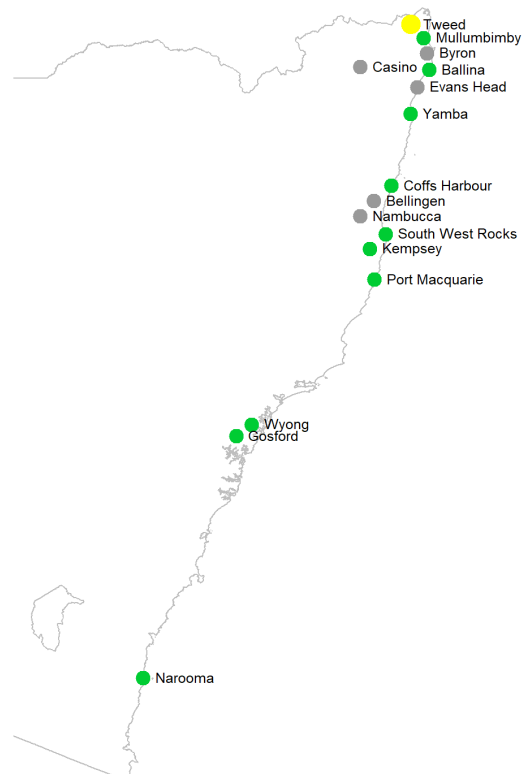 Tweed
Mullumbimby
Byron
Casino
Ballina
Evans Head
Yamba
Coffs Harbour
Bellingen
Nambucca
South West Rocks
Kempsey
Port Macquarie
Wyong
Gosford
Narooma